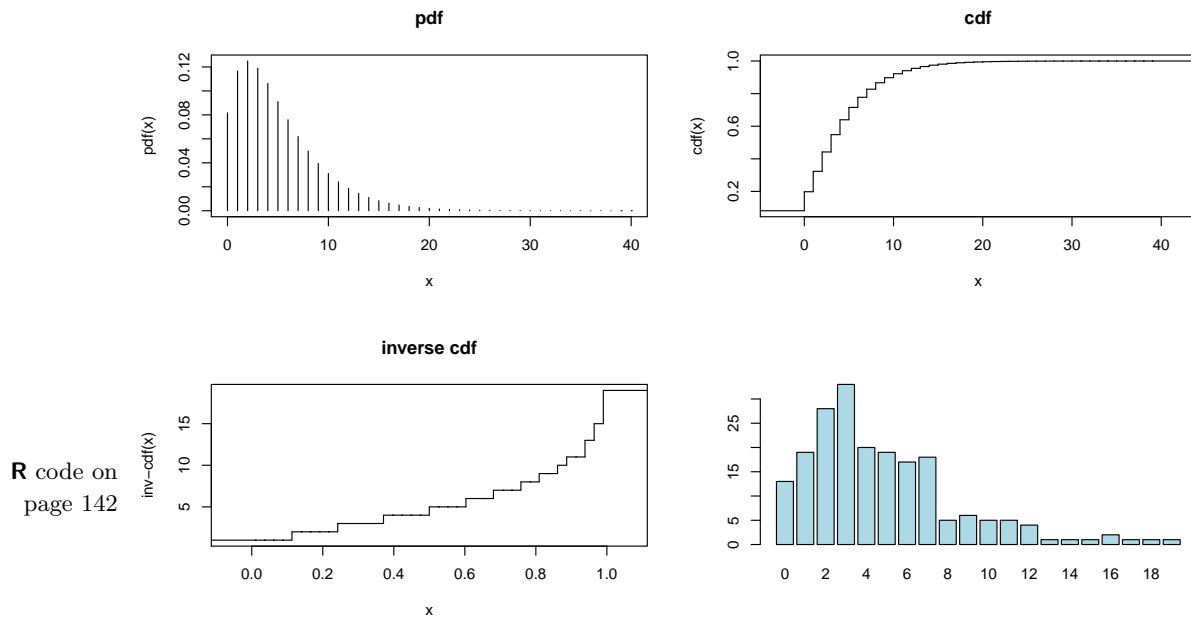 pdf
pdf(x)
0.00 0.04 0.08 0.12
0 10 20 30 40
x
cdf
cdf(x)
0.2 0.6 1.0
0 10 20 30 40
x
inverse cdf
inv−cdf(x)
5 10 15
0.0 0.2 0.4 0.6 0.8 1.0
x
0 5 15 25
0 2 4 6 8 10 12 14 16 18
R code on
page 142